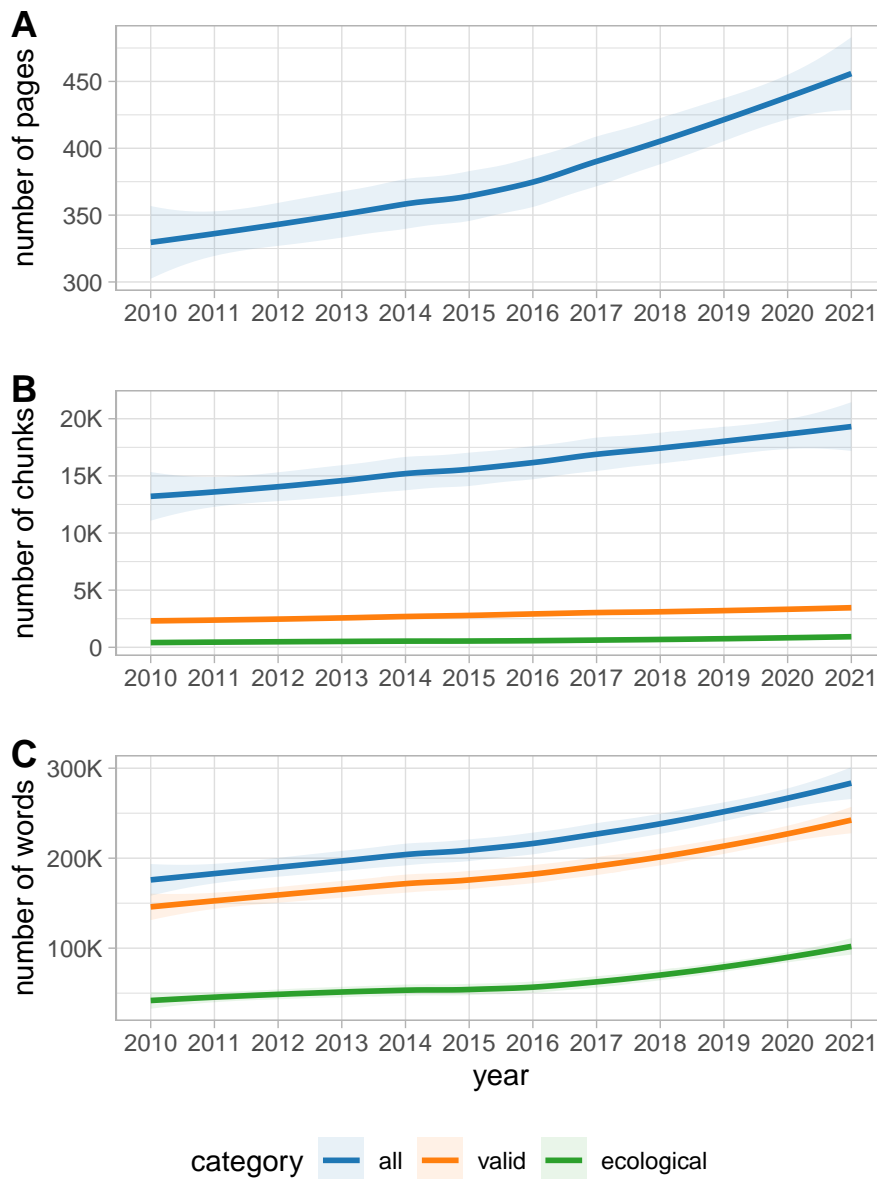 A
number of pages
450
400
350
300
2010 2011 2012 2013 2014 2015 2016 2017 2018 2019 2020 2021
B
number of chunks
20K
15K
10K
5K
0
2010 2011 2012 2013 2014 2015 2016 2017 2018 2019 2020 2021
C
number of words
300K
200K
100K
2010 2011 2012 2013 2014 2015 2016 2017 2018 2019 2020 2021
year
category all valid ecological